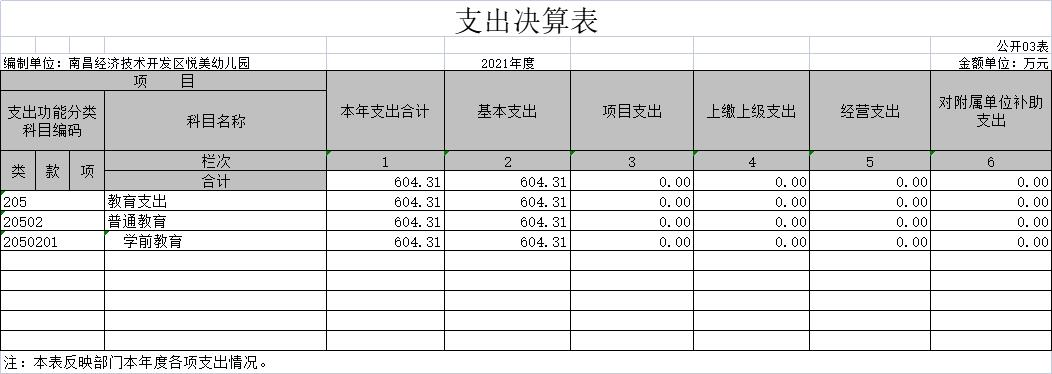 支出决算表
公开03表
编制单位：南昌经济技术开发区悦美幼儿园 2021年度 金额单位：万元
项 目 本年支出合计 基本支出 项目支出 上缴上级支出 经营支出 对附属单位补助支出
支出功能分类科目编码 科目名称
类 款 项 栏次 1 2 3 4 5 6
合计 604.31 604.31 0.00 0.00 0.00 0.00
205 教育支出 604.31 604.31 0.00 0.00 0.00 0.00
20502 普通教育 604.31 604.31 0.00 0.00 0.00 0.00
2050201 学前教育 604.31 604.31 0.00 0.00 0.00 0.00
注：本表反映部门本年度各项支出情况。